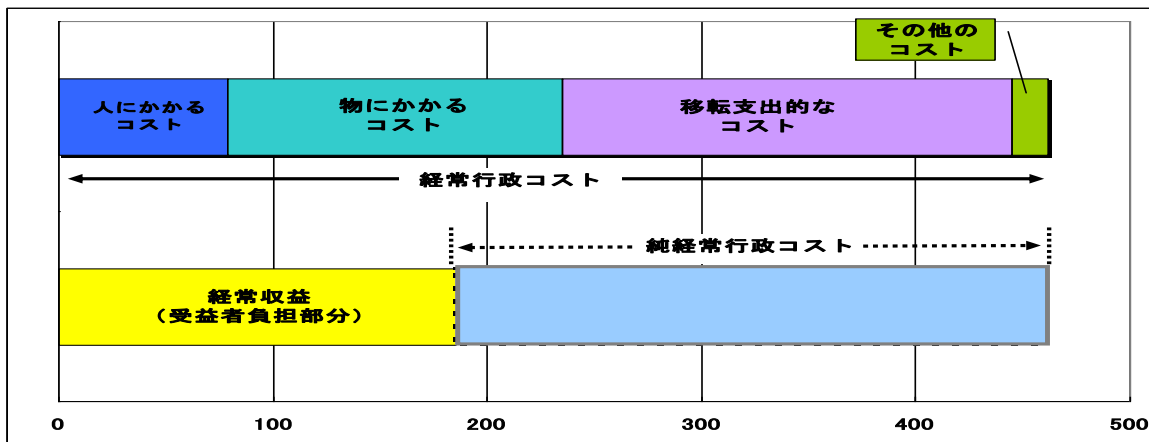 その他の
コスト
人にかかる
コスト
物にかかる
コスト
移転支出的な
コスト
経常行政コスト
純経常行政コスト
経常収益
（受益者負担部分）
0 100 200 300 400 500